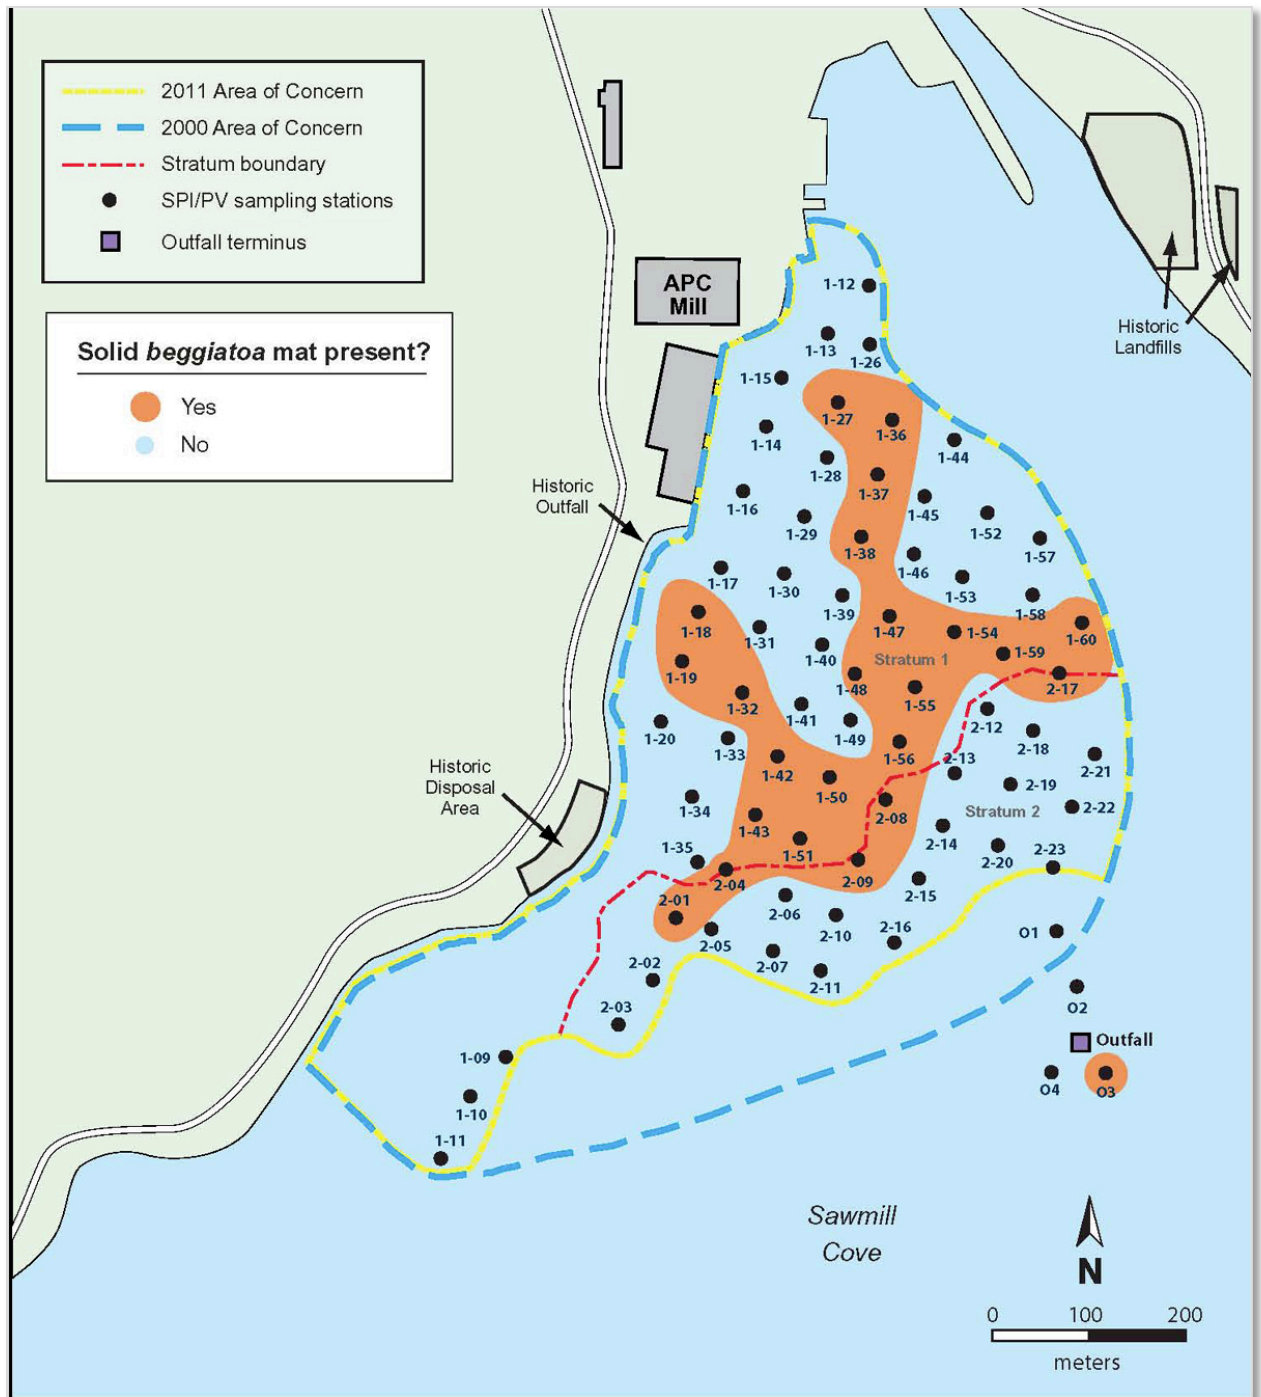 2011 Area of Concern
2000 Area of Concern
Stratum boundary
SPI/PV sampling stations
Outfall terminus
Solid beggiatoa mat present?
Yes
No
APC
Mill
Historic
Landfills
Historic
Outfall
Historic
Disposal
Area
1-12
1-13
1-26
1-15
1-27
1-36
1-14
1-44
1-28
1-37
1-16
1-45
1-29
1-52
1-38
1-57
1-46
1-17
1-30
1-53
1-39
1-58
1-18
1-31
1-47
1-54
1-60
1-40
1-59
Stratum 1
1-19
1-48
2-17
1-32
1-55
1-41
2-12
1-20
1-49
1-33
1-56
2-18
2-13
1-42
2-21
1-50
2-19
1-34
2-08
Stratum 2
2-22
1-43
2-14
1-51
2-20
2-23
1-35
2-04
2-09
2-15
2-01
2-06
2-10
2-05
2-16
O1
2-07
2-02
2-11
2-03
O2
Outfall
1-09
O4
O3
1-10
1-11
Sawmill
Cove
N
0 100 200
meters